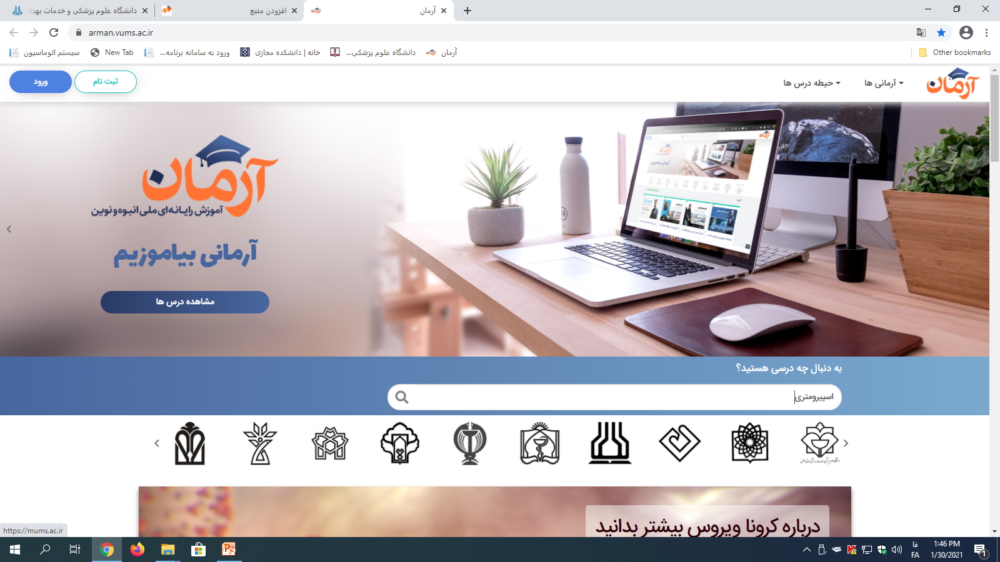 دانشگاه علوم پزشکی و خدمات بهدا
افزودن منبع
آرمان
arman.vums.ac.ir
سیستم اتوماسیون
New Tab
ورود به سامانه برنامه...
خانه | دانشکده مجازی
دانشگاه علوم پزشکی...
آرمان
Other bookmarks
آرمان
آرمانی ها
حیطه درس ها
ثبت نام
ورود
آرمان
آموزش رایانه‌ای ملی انبوه و نوین
آرمانی بیاموزیم
مشاهده درس ها
به دنبال چه درسی هستید؟
اسپیرومتری
درباره کرونا ویروس بیشتر بدانید
https://mums.ac.ir
فا
FA
1:46 PM
1/30/2021
1